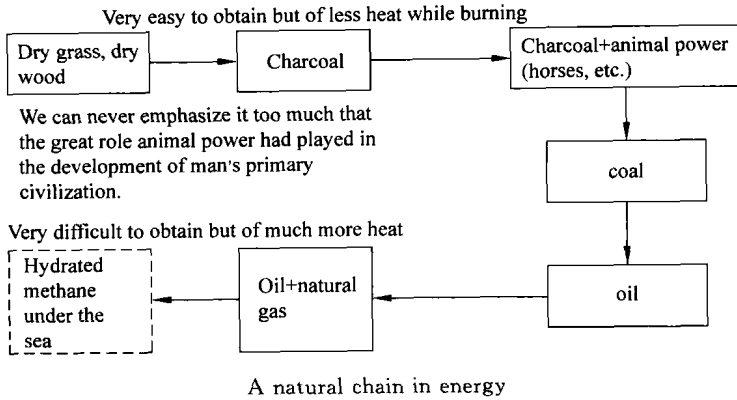 Very easy to obtain but of less heat while burning
Dry grass, dry
wood
Charcoal
Charcoal+animal power
(horses, etc.)
We can never emphasize it too much that
the great role animal power had played in
the development of man's primary
civilization.
coal
Very difficult to obtain but of much more heat
Hydrated
methane
under the
sea
Oil+natural
gas
oil
A natural chain in energy